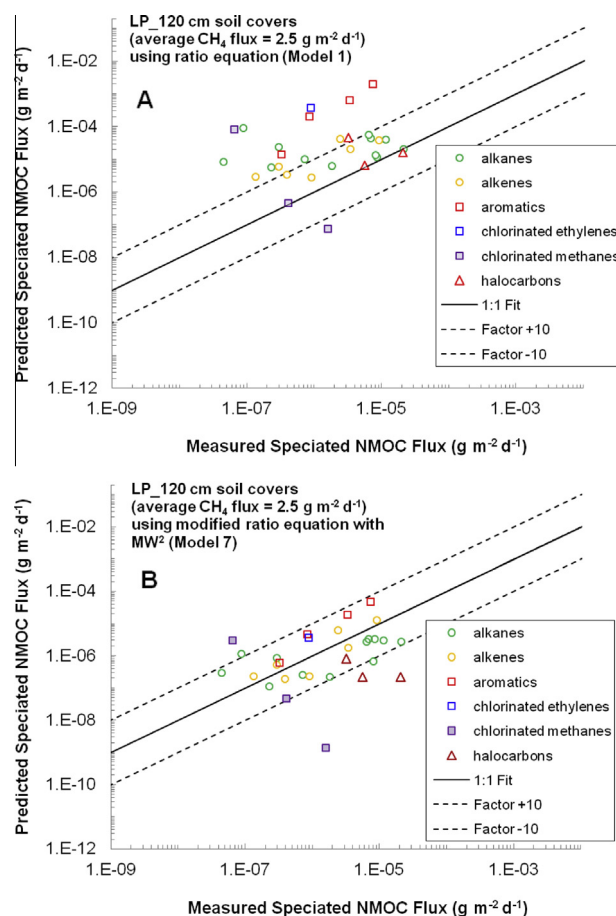 LP_120 cm soil covers
(average CH₄ flux = 2.5 g m⁻² d⁻¹)
using ratio equation (Model 1)
A
Predicted Speciated NMOC Flux (g m⁻² d⁻¹)
1.E-02
1.E-04
1.E-06
1.E-08
1.E-10
1.E-12
alkanes
alkenes
aromatics
chlorinated ethylenes
chlorinated methanes
halocarbons
1:1 Fit
Factor +10
Factor -10
1.E-09
1.E-07
1.E-05
1.E-03
Measured Speciated NMOC Flux (g m⁻² d⁻¹)
LP_120 cm soil covers
(average CH₄ flux = 2.5 g m⁻² d⁻¹)
using modified ratio equation with
MW² (Model 7)
B
Predicted Speciated NMOC Flux (g m⁻² d⁻¹)
1.E-02
1.E-04
1.E-06
1.E-08
1.E-10
1.E-12
alkanes
alkenes
aromatics
chlorinated ethylenes
chlorinated methanes
halocarbons
1:1 Fit
Factor +10
Factor -10
1.E-09
1.E-07
1.E-05
1.E-03
Measured Speciated NMOC Flux (g m⁻² d⁻¹)